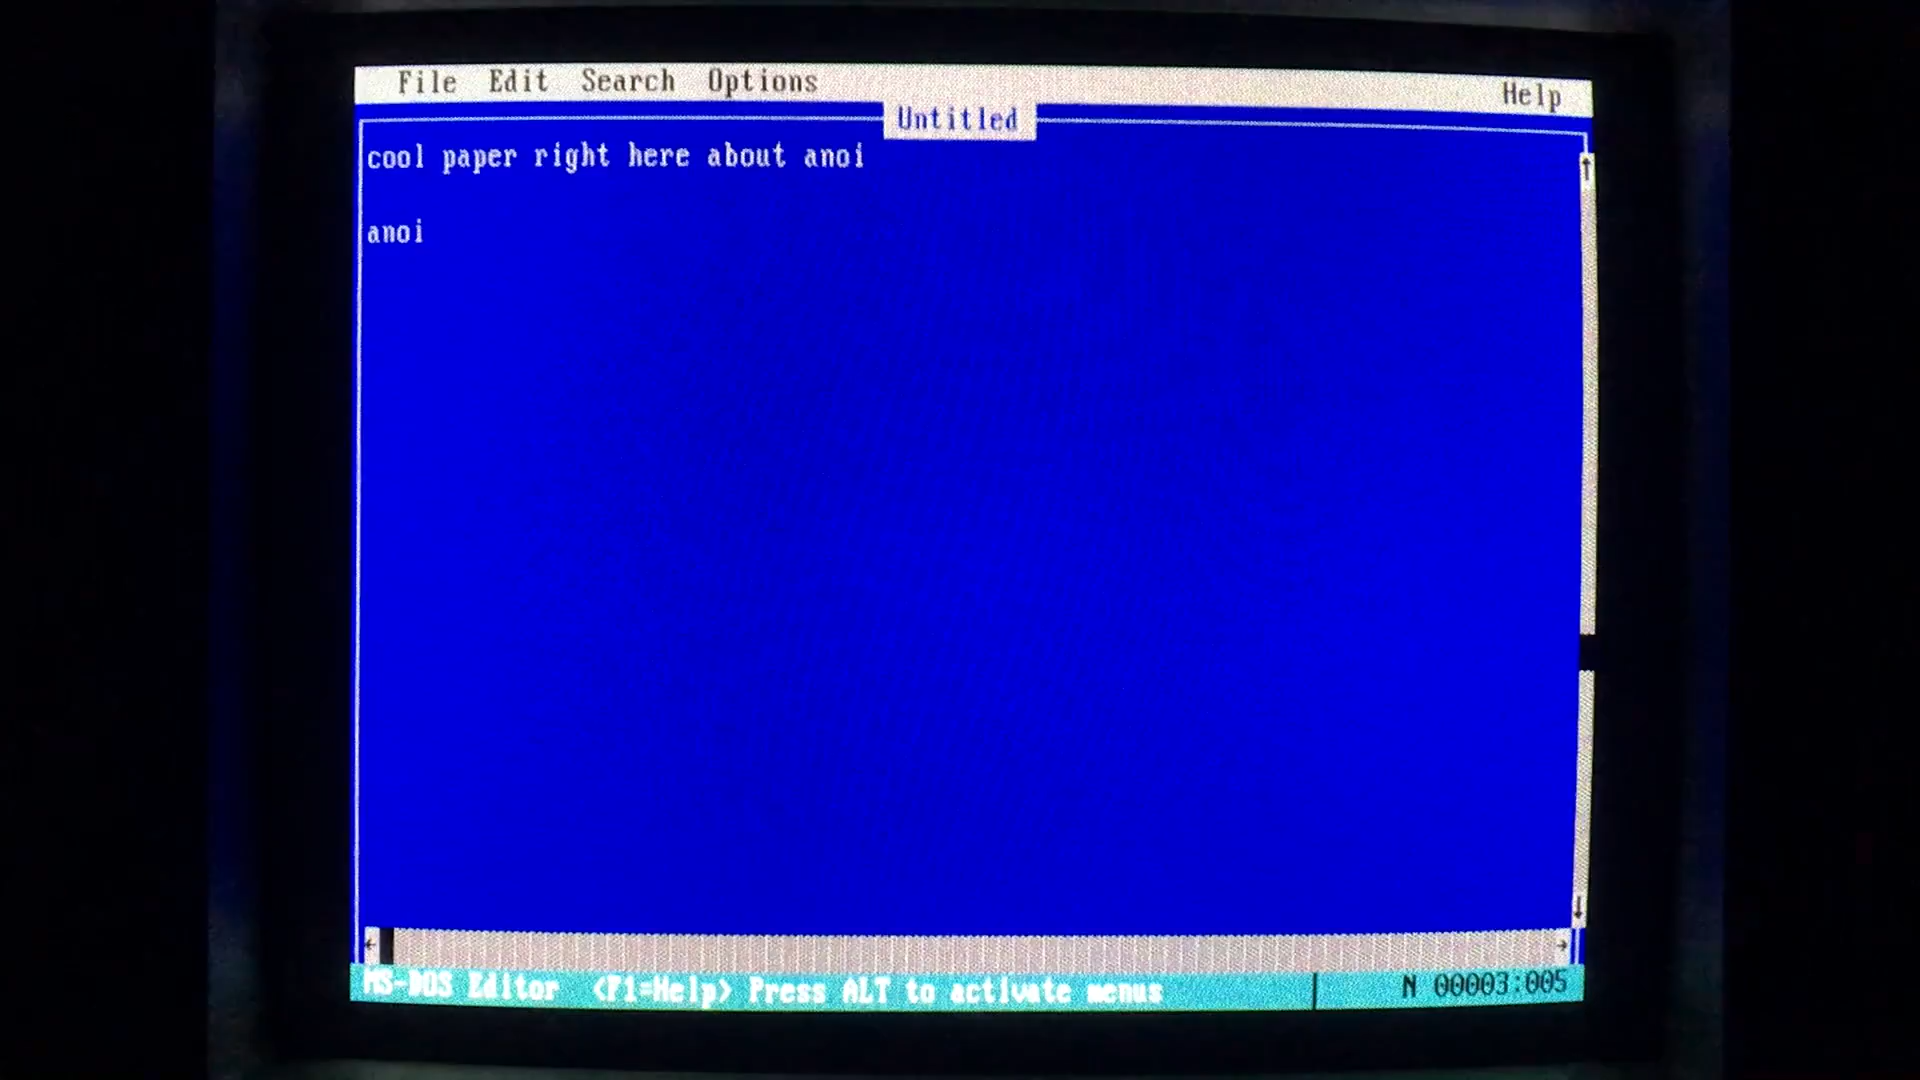 File Edit Search Options Help
Untitled
cool paper right here about anoi
anoi
MS-DOS Editor <F1=Help> Press ALT to activate menus N 00003:005